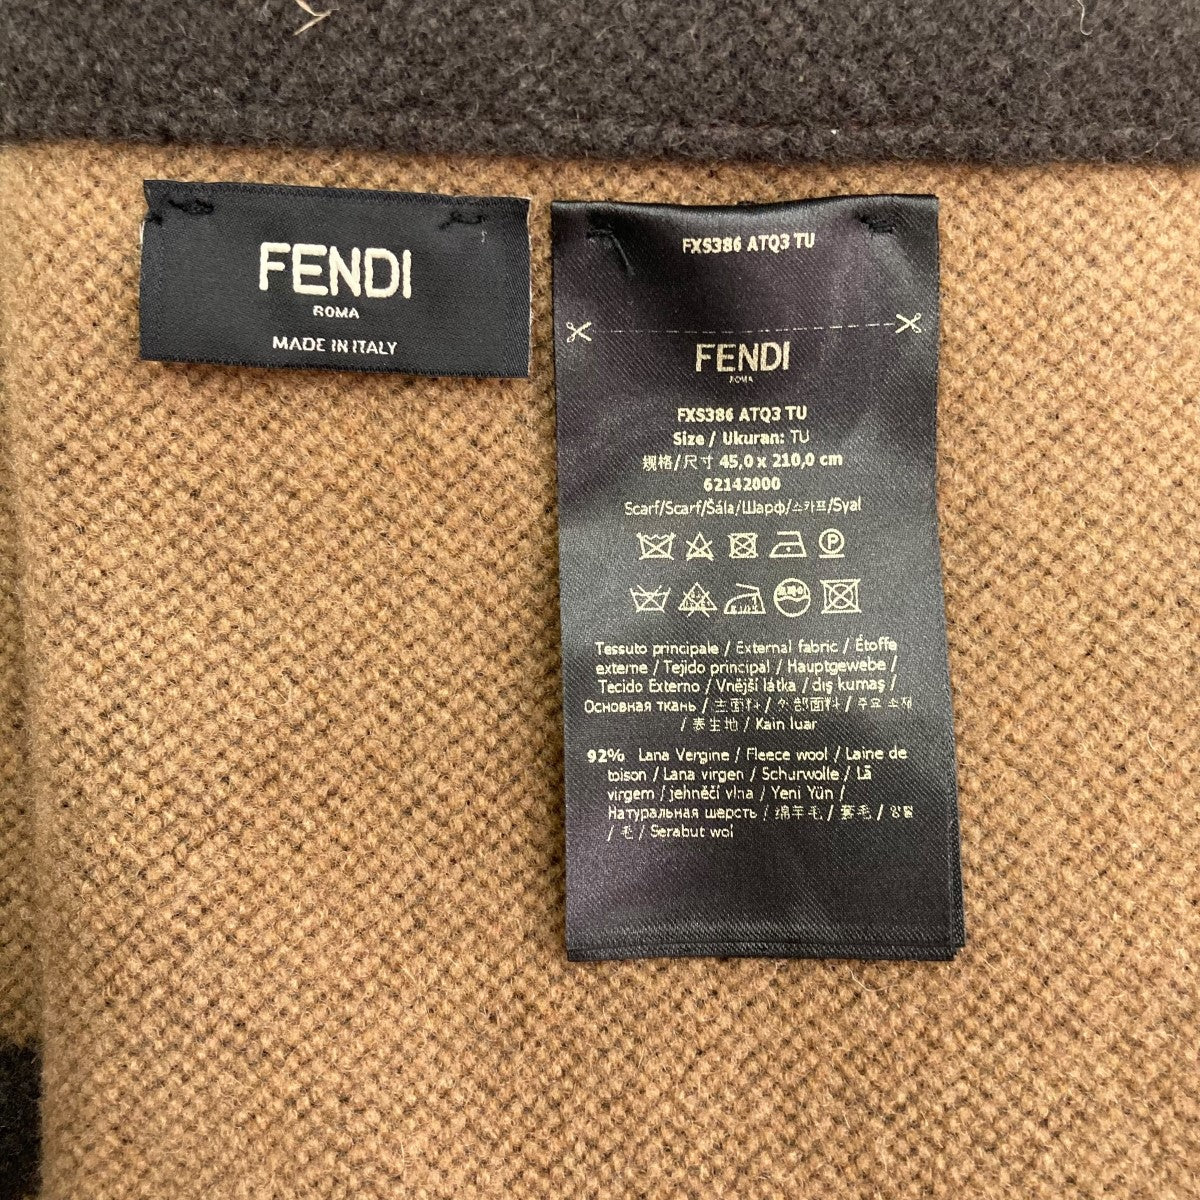 FENDI
ROMA
MADE IN ITALY
FXS386 ATQ3 TU
FENDI
ROMA
FXS386 ATQ3 TU
Size / Ukuran: TU
规格/尺寸 45,0 x 210,0 cm
62142000
Scarf/Scarf/Šála/Шарф/스카프/Syal
P
Tessuto principale / External fabric / Étoffe
externe / Tejido principal / Hauptgewebe /
Tecido Externo / Vnější látka / dış kumaş /
Основная ткань / 主面料 / 外部面料 / 주요 소재
/ 表生地 / Kain luar
92% Lana Vergine / Fleece wool / Laine de
toison / Lana virgen / Schurwolle / Lã
virgem / jehněčí vlna / Yeni Yün /
Натуральная шерсть / 绵羊毛 / 套毛 / 양털
/ 毛 / Serabut wol